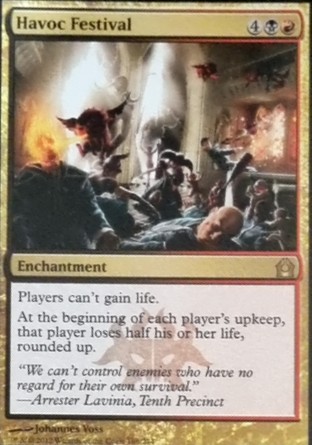 Havoc Festival 4
Enchantment
Players can't gain life.
At the beginning of each player's upkeep,
that player loses half his or her life,
rounded up.
"We can't control enemies who have no
regard for their own survival."
—Arrester Lavinia, Tenth Precinct
Johannes Voss